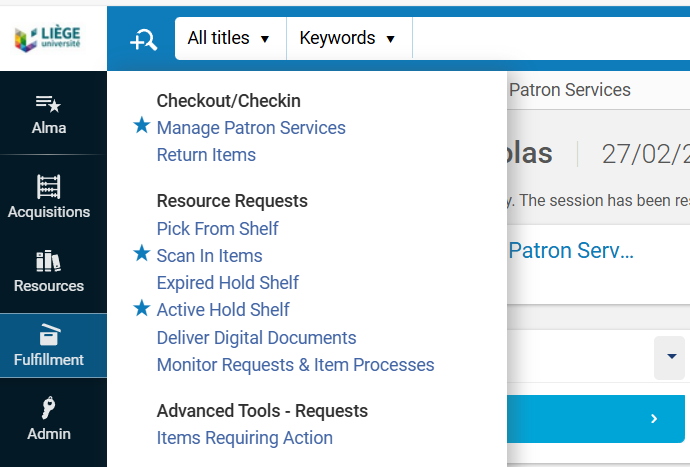 LIÈGE
université
All titles
Keywords
Alma
Acquisitions
Resources
Fulfillment
Admin
Checkout/Checkin
Manage Patron Services
Return Items
Resource Requests
Pick From Shelf
Scan In Items
Expired Hold Shelf
Active Hold Shelf
Deliver Digital Documents
Monitor Requests & Item Processes
Advanced Tools - Requests
Items Requiring Action
Patron Services
olas
27/02/2
y. The session has been res
Patron Serv...